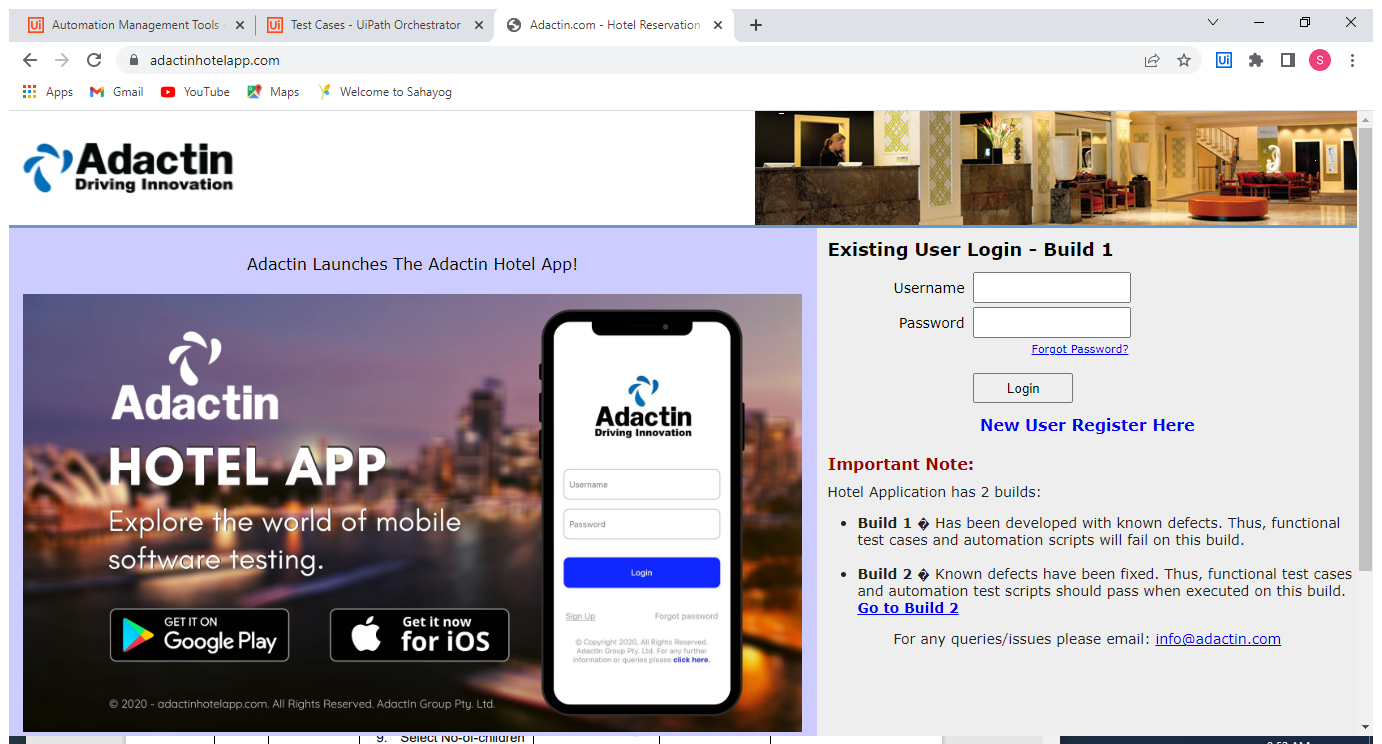 Automation Management Tools -
Test Cases - UiPath Orchestrator
Adactin.com - Hotel Reservation
adactinhotelapp.com
Ui
S
Apps
Gmail
YouTube
Maps
Welcome to Sahayog
Adactin
Driving Innovation
Adactin Launches The Adactin Hotel App!
Adactin
HOTEL APP
Explore the world of mobile
software testing.
GET IT ON
Google Play
Get it now
for iOS
© 2020 - adactinhotelapp.com. All Rights Reserved. AdactIn Group Pty. Ltd.
Adactin
Driving Innovation
Username
Password
Login
Sign Up
Forgot password
© Copyright 2020, All Rights Reserved.
Adactin Group Pty. Ltd. For any further
information or queries please click here.
Existing User Login - Build 1
Username
Password
Forgot Password?
Login
New User Register Here
Important Note:
Hotel Application has 2 builds:
• Build 1 � Has been developed with known defects. Thus, functional
test cases and automation scripts will fail on this build.
• Build 2 � Known defects have been fixed. Thus, functional test cases
and automation test scripts should pass when executed on this build.
Go to Build 2
For any queries/issues please email: info@adactin.com
9. Select No-of-children